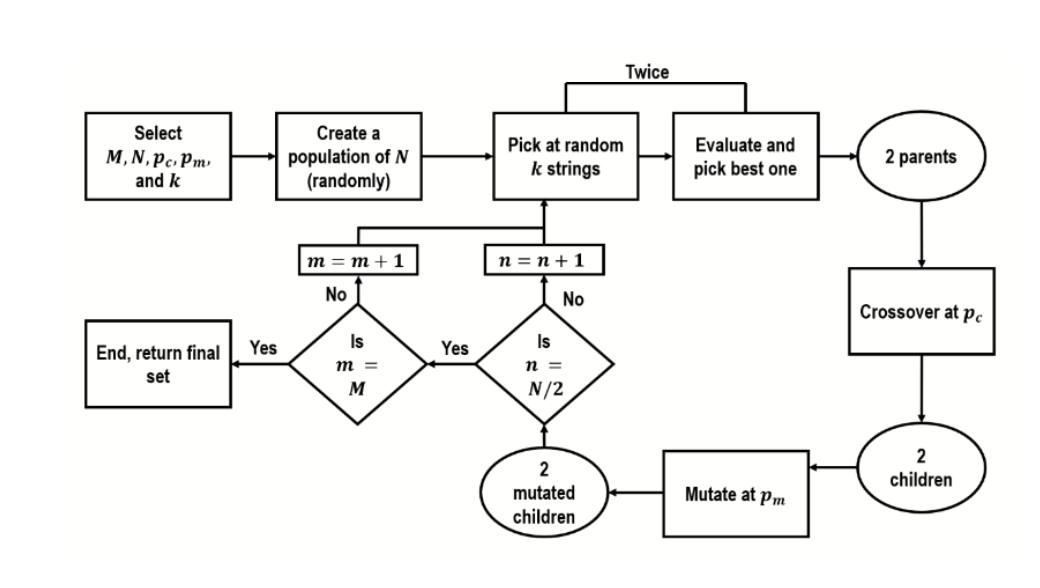 Twice
Select
M, N, p_c, p_m,
and k
Create a
population of N
(randomly)
Pick at random
k strings
Evaluate and
pick best one
2 parents
m = m + 1
n = n + 1
No
No
Crossover at p_c
End, return final
set
Yes
Is
m =
M
Yes
Is
n =
N/2
2
children
2
mutated
children
Mutate at p_m